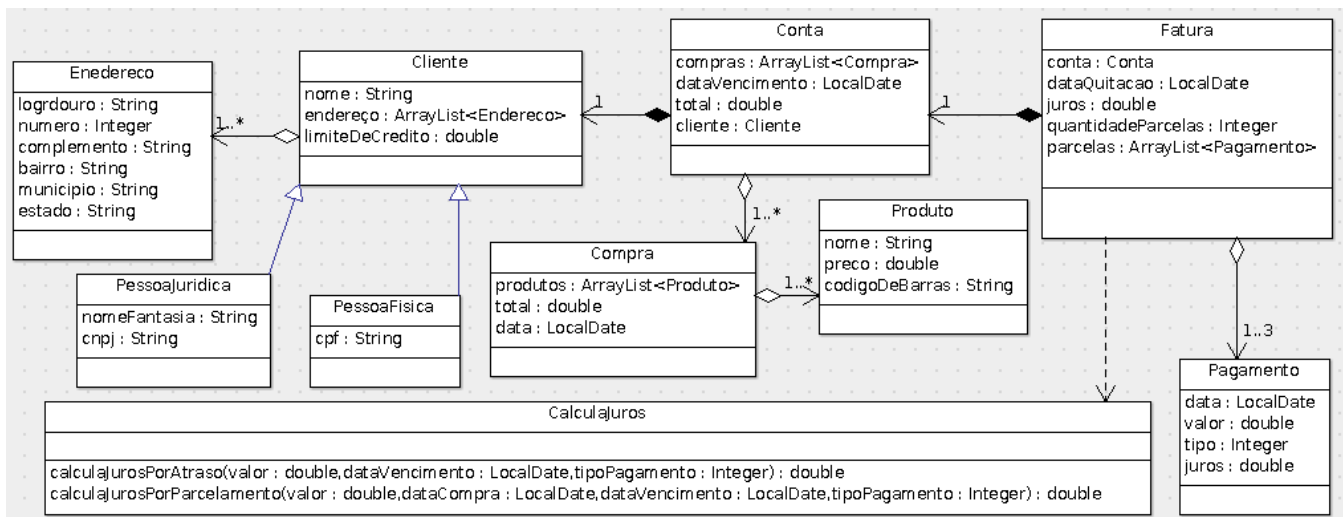 Enedereco
logrdouro : String
numero : Integer
complemento : String
bairro : String
municipio : String
estado : String
1..*
Cliente
nome : String
endereço : ArrayList<Endereco>
limiteDeCredito : double
1
Conta
compras : ArrayList<Compra>
dataVencimento : LocalDate
total : double
cliente : Cliente
1
Fatura
conta : Conta
dataQuitacao : LocalDate
juros : double
quantidadeParcelas : Integer
parcelas : ArrayList<Pagamento>
PessoaJuridica
nomeFantasia : String
cnpj : String
PessoaFisica
cpf : String
1..*
Compra
produtos : ArrayList<Produto>
total : double
data : LocalDate
1..*
Produto
nome : String
preco : double
codigoDeBarras : String
1..3
Pagamento
data : LocalDate
valor : double
tipo : Integer
juros : double
CalculaJuros
calculaJurosPorAtraso(valor : double,dataVencimento : LocalDate,tipoPagamento : Integer) : double
calculaJurosPorParcelamento(valor : double,dataCompra : LocalDate,dataVencimento : LocalDate,tipoPagamento : Integer) : double